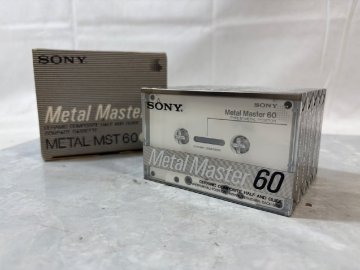 SONY
Metal Master
CERAMIC COMPOSITE HALF AND GUIDE
COMPACT CASSETTE
METAL MST 60
SONY
SONY
Metal Master 60
Metal Master 60
CERAMIC COMPOSITE HALF AND GUIDE